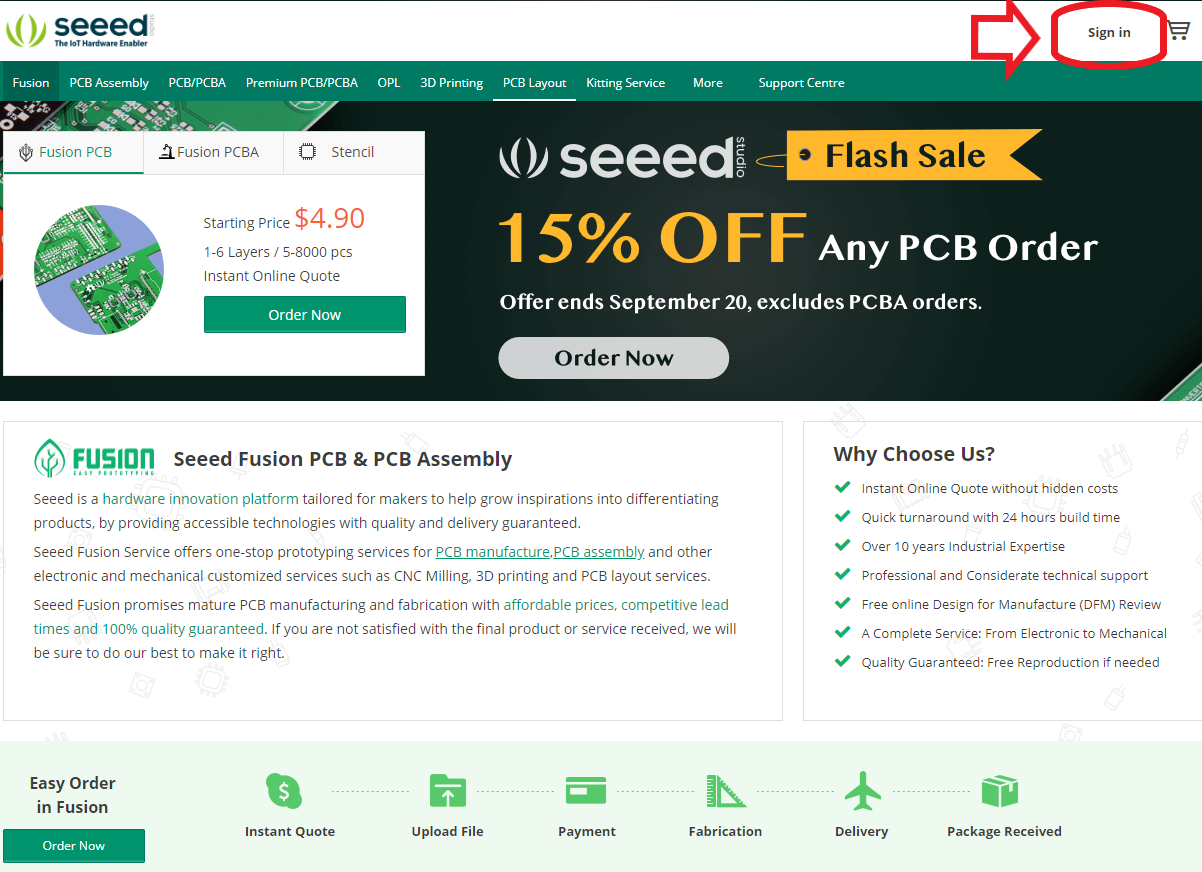 seeed studio
The IoT Hardware Enabler
Sign in
Fusion PCB Assembly PCB/PCBA Premium PCB/PCBA OPL 3D Printing PCB Layout Kitting Service More Support Centre
Fusion PCB Fusion PCBA Stencil
Starting Price $4.90
1-6 Layers / 5-8000 pcs
Instant Online Quote
Order Now
seeed studio Flash Sale
15% OFF Any PCB Order
Offer ends September 20, excludes PCBA orders.
Order Now
FUSION
EASY PROTOTYPING
Seeed Fusion PCB & PCB Assembly
Seeed is a hardware innovation platform tailored for makers to help grow inspirations into differentiating
products, by providing accessible technologies with quality and delivery guaranteed.
Seeed Fusion Service offers one-stop prototyping services for PCB manufacture,PCB assembly and other
electronic and mechanical customized services such as CNC Milling, 3D printing and PCB layout services.
Seeed Fusion promises mature PCB manufacturing and fabrication with affordable prices, competitive lead
times and 100% quality guaranteed. If you are not satisfied with the final product or service received, we will
be sure to do our best to make it right.
Why Choose Us?
Instant Online Quote without hidden costs
Quick turnaround with 24 hours build time
Over 10 years Industrial Expertise
Professional and Considerate technical support
Free online Design for Manufacture (DFM) Review
A Complete Service: From Electronic to Mechanical
Quality Guaranteed: Free Reproduction if needed
Easy Order
in Fusion
Order Now
Instant Quote Upload File Payment Fabrication Delivery Package Received